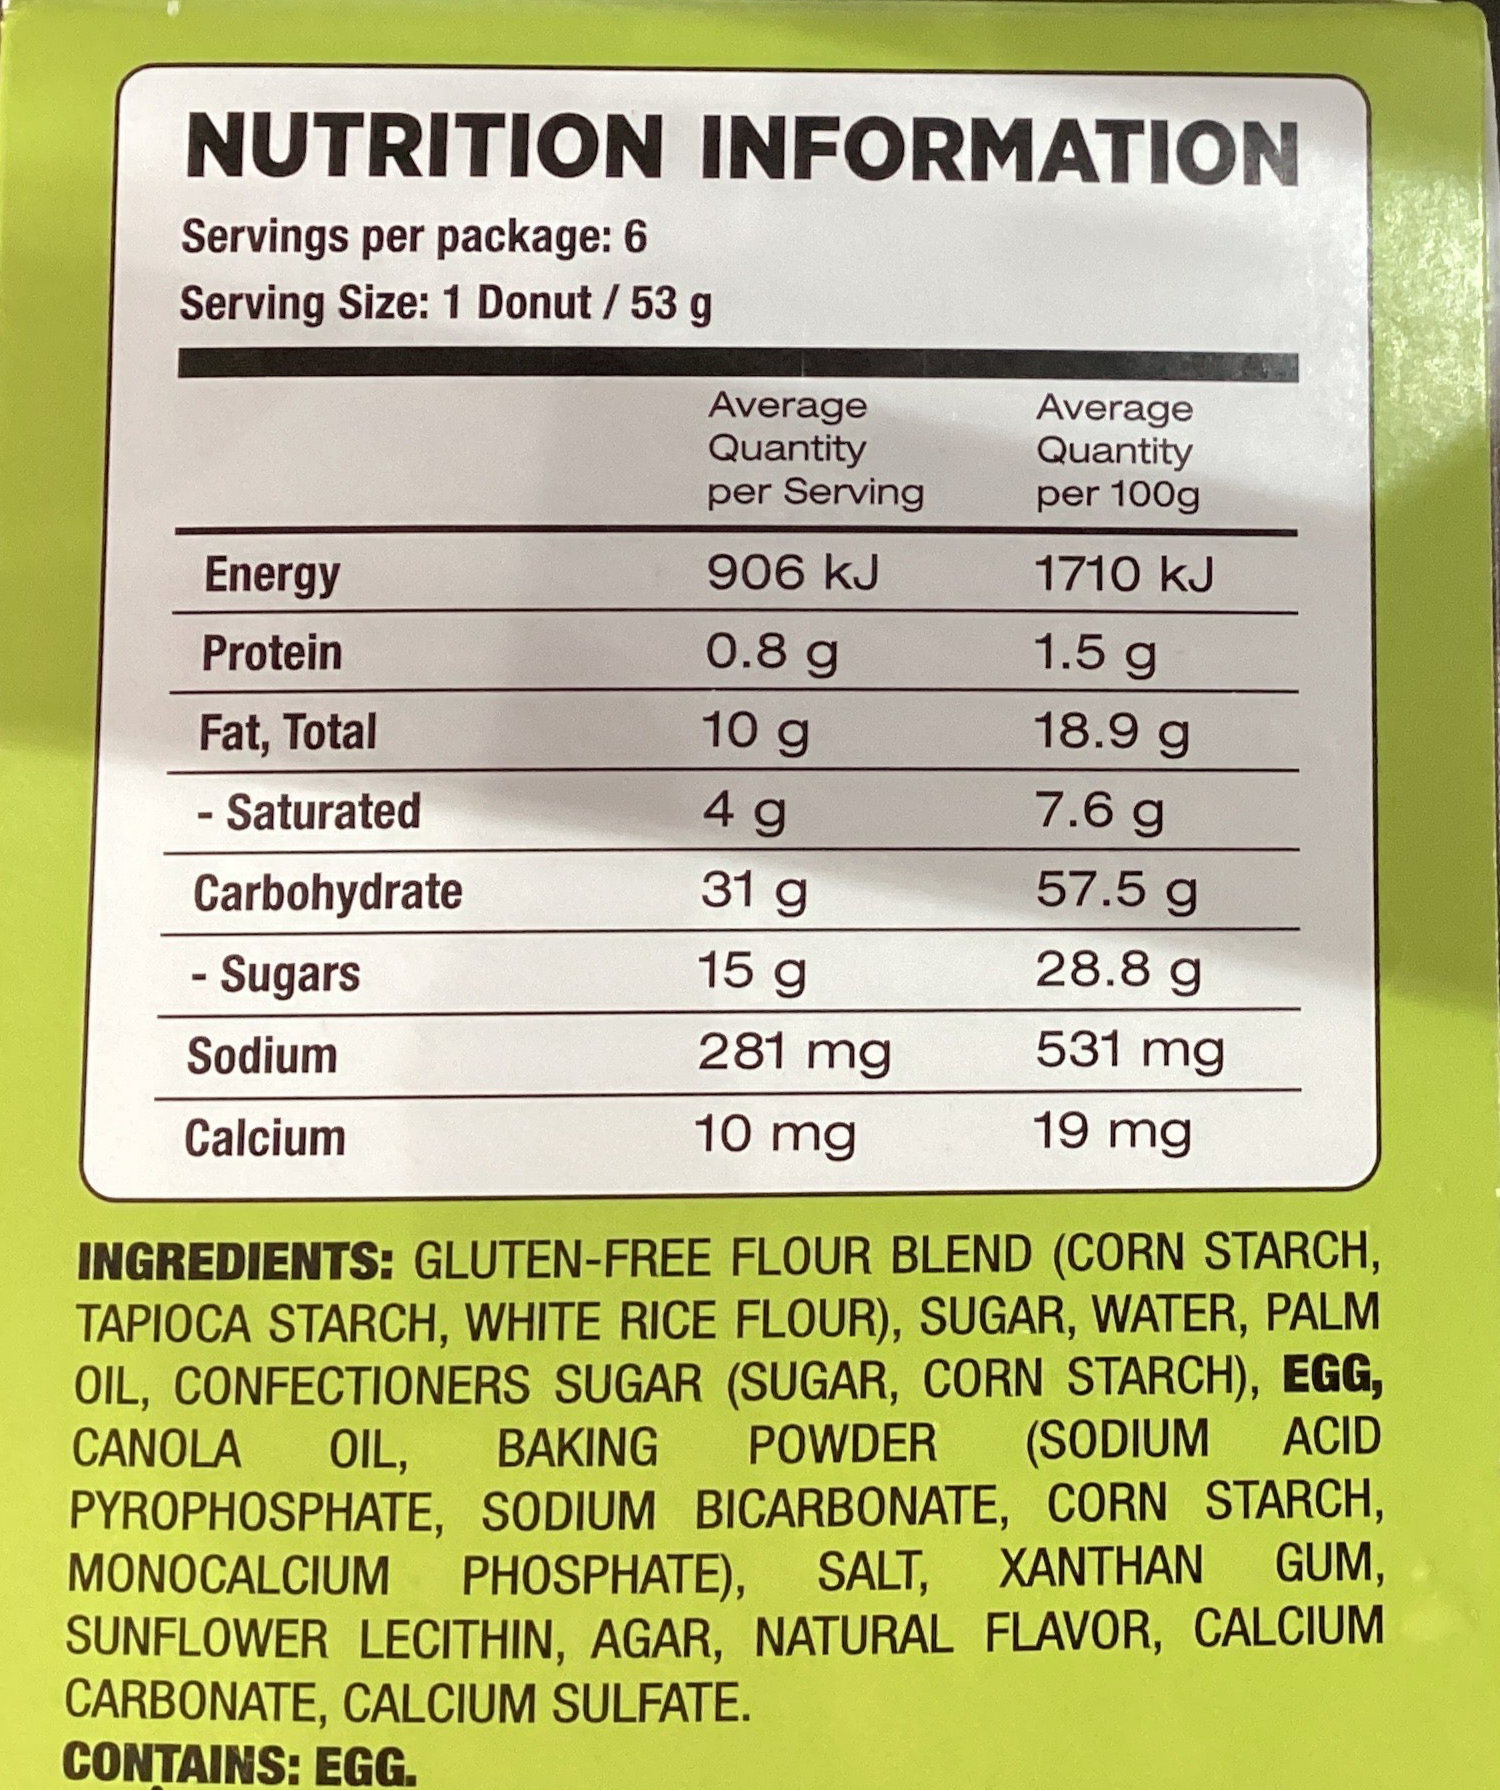 NUTRITION INFORMATION
Servings per package: 6
Serving Size: 1 Donut / 53 g
Average Quantity per Serving Average Quantity per 100g
Energy 906 kJ 1710 kJ
Protein 0.8 g 1.5 g
Fat, Total 10 g 18.9 g
- Saturated 4 g 7.6 g
Carbohydrate 31 g 57.5 g
- Sugars 15 g 28.8 g
Sodium 281 mg 531 mg
Calcium 10 mg 19 mg
INGREDIENTS: GLUTEN-FREE FLOUR BLEND (CORN STARCH,
TAPIOCA STARCH, WHITE RICE FLOUR), SUGAR, WATER, PALM
OIL, CONFECTIONERS SUGAR (SUGAR, CORN STARCH), EGG,
CANOLA OIL, BAKING POWDER (SODIUM ACID
PYROPHOSPHATE, SODIUM BICARBONATE, CORN STARCH,
MONOCALCIUM PHOSPHATE), SALT, XANTHAN GUM,
SUNFLOWER LECITHIN, AGAR, NATURAL FLAVOR, CALCIUM
CARBONATE, CALCIUM SULFATE.
CONTAINS: EGG.